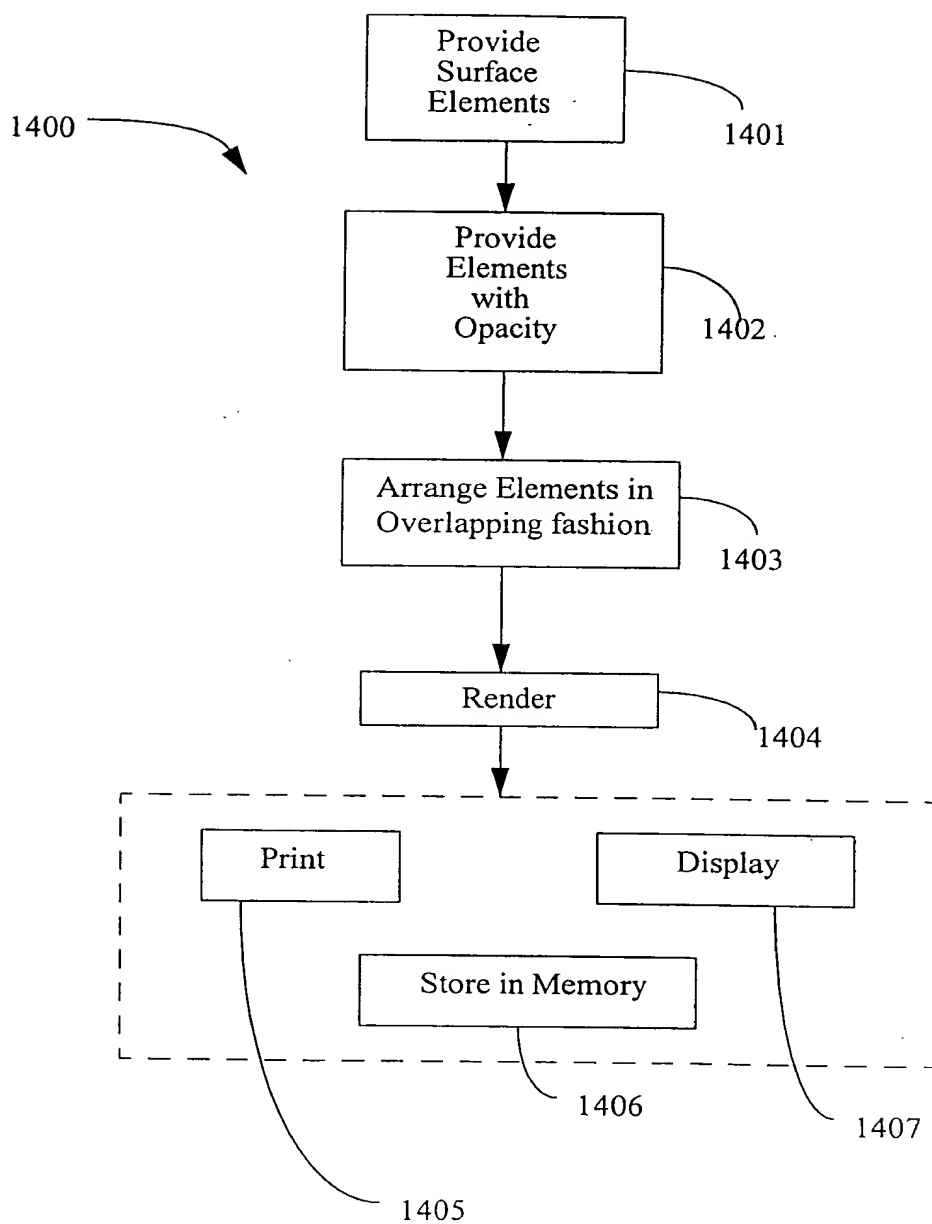 Provide
Surface
Elements
1400
1401
Provide
Elements
with
Opacity
1402
Arrange Elements in
Overlapping fashion
1403
Render
1404
Print
Display
Store in Memory
1406
1407
1405